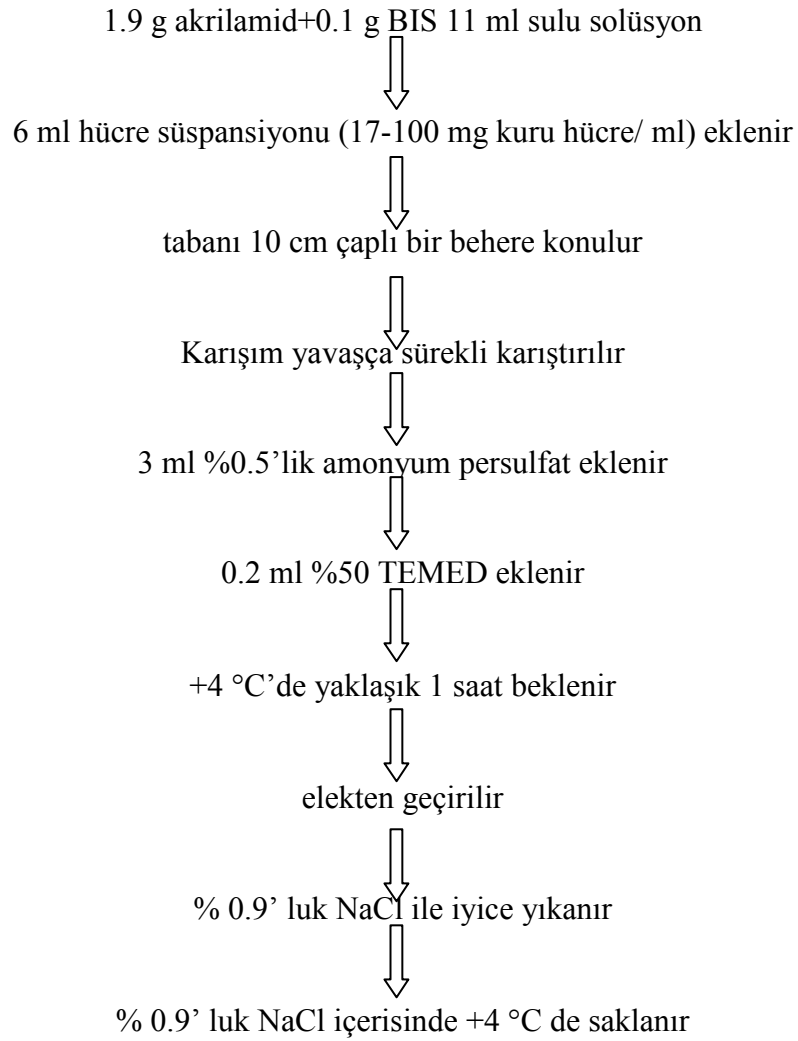 1.9 g akrilamid+0.1 g BIS 11 ml sulu solüsyon
6 ml hücre süspansiyonu (17-100 mg kuru hücre/ ml) eklenir
tabanı 10 cm çaplı bir behere konulur
Karışım yavaşça sürekli karıştırılır
3 ml %0.5’lik amonyum persulfat eklenir
0.2 ml %50 TEMED eklenir
+4 °C’de yaklaşık 1 saat beklenir
elekten geçirilir
% 0.9’ luk NaCl ile iyice yıkanır
% 0.9’ luk NaCl içerisinde +4 °C de saklanır